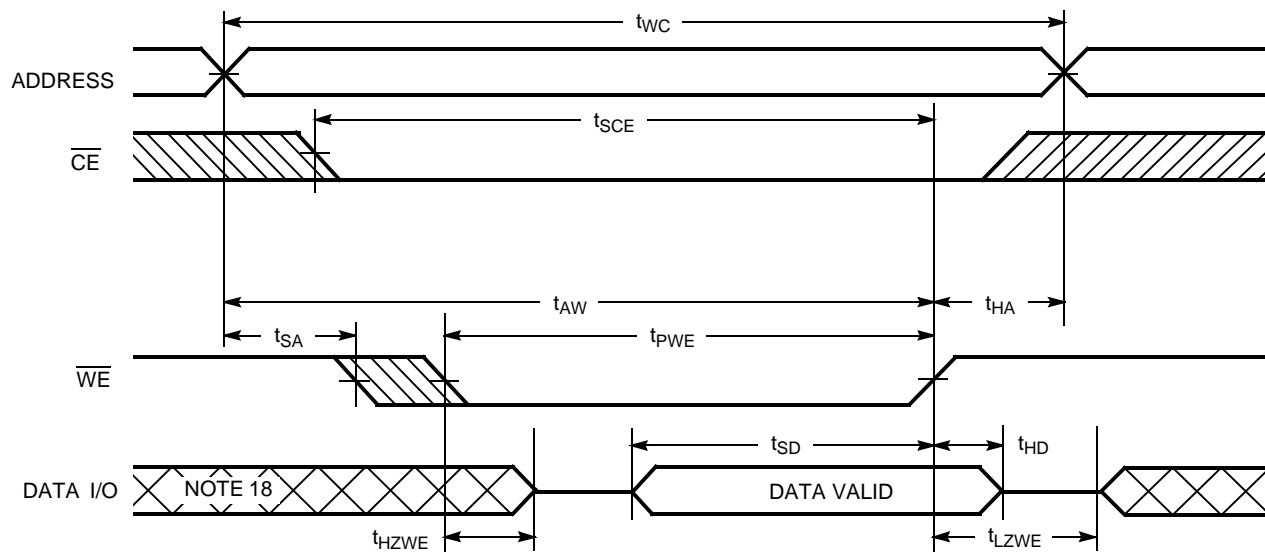 tWC
ADDRESS
tSCE
CE
tAW
tHA
tSA
tPWE
WE
tSD
tHD
DATA I/O
NOTE 18
DATA VALID
tHZWE
tLZWE